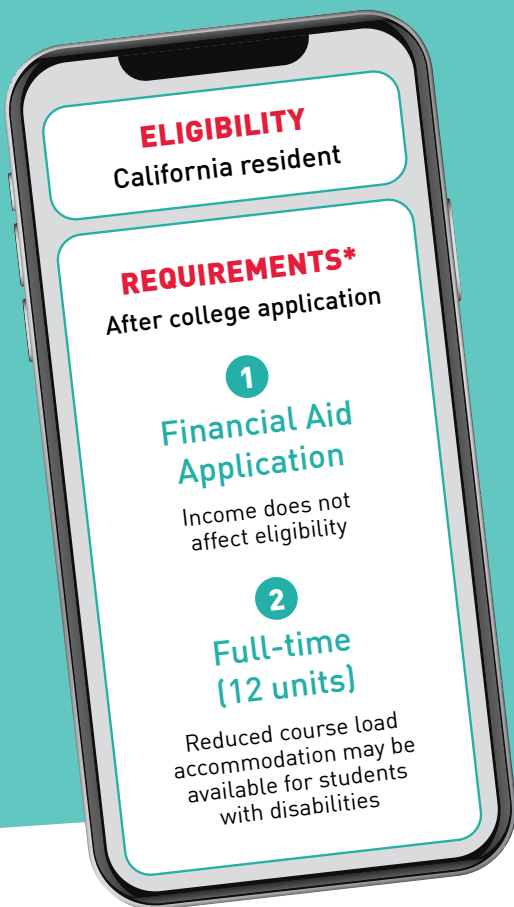 ELIGIBILITY
California resident
REQUIREMENTS*
After college application
1
Financial Aid
Application
Income does not
affect eligibility
2
Full-time
(12 units)
Reduced course load
accommodation may be
available for students
with disabilities